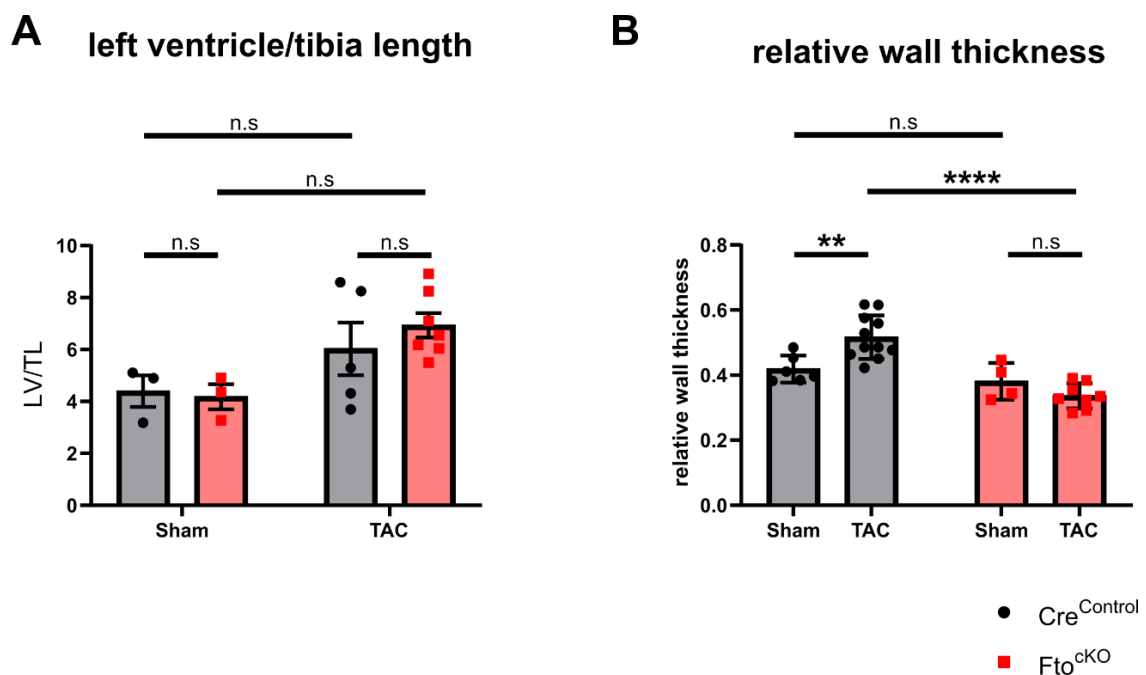 A
left ventricle/tibia length
n.s
n.s
n.s
n.s
LV/TL
10
8
6
4
2
0
Sham
TAC
B
relative wall thickness
n.s
****
**
n.s
relative wall thickness
0.8
0.6
0.4
0.2
0.0
Sham
TAC
Sham
TAC
Cre^Control
Fto^cKO